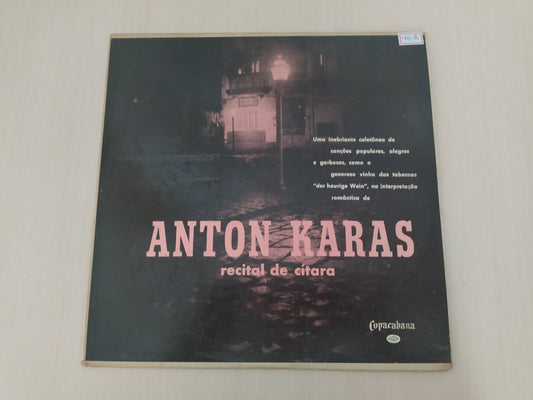 Uma inebriante coletânea de
canções populares, alegres
e garbosas, como o
generoso vinho das tabernas
"der heurige Wein", na interpretação
romântica de
ANTON KARAS
recital de cítara
Copacabana